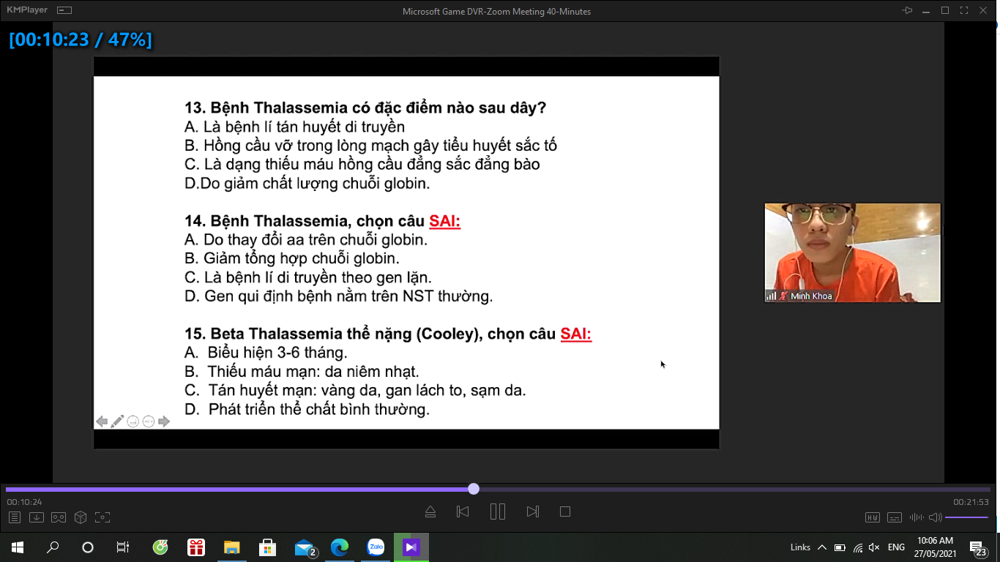 KMPlayer
Microsoft Game DVR-Zoom Meeting 40-Minutes
[00:10:23 / 47%]
13. Bệnh Thalassemia có đặc điểm nào sau dây?
A. Là bệnh lí tán huyết di truyền
B. Hồng cầu vỡ trong lòng mạch gây tiểu huyết sắc tố
C. Là dạng thiếu máu hồng cầu đẳng sắc đẳng bào
D.Do giảm chất lượng chuỗi globin.
14. Bệnh Thalassemia, chọn câu SAI:
A. Do thay đổi aa trên chuỗi globin.
B. Giảm tổng hợp chuỗi globin.
C. Là bệnh lí di truyền theo gen lặn.
D. Gen qui định bệnh nằm trên NST thường.
15. Beta Thalassemia thể nặng (Cooley), chọn câu SAI:
A. Biểu hiện 3-6 tháng.
B. Thiếu máu mạn: da niêm nhạt.
C. Tán huyết mạn: vàng da, gan lách to, sạm da.
D. Phát triển thể chất bình thường.
Minh Khoa
00:10:24
00:21:53
HW
Zalo
2
Links
ENG
10:06 AM
27/05/2021
23